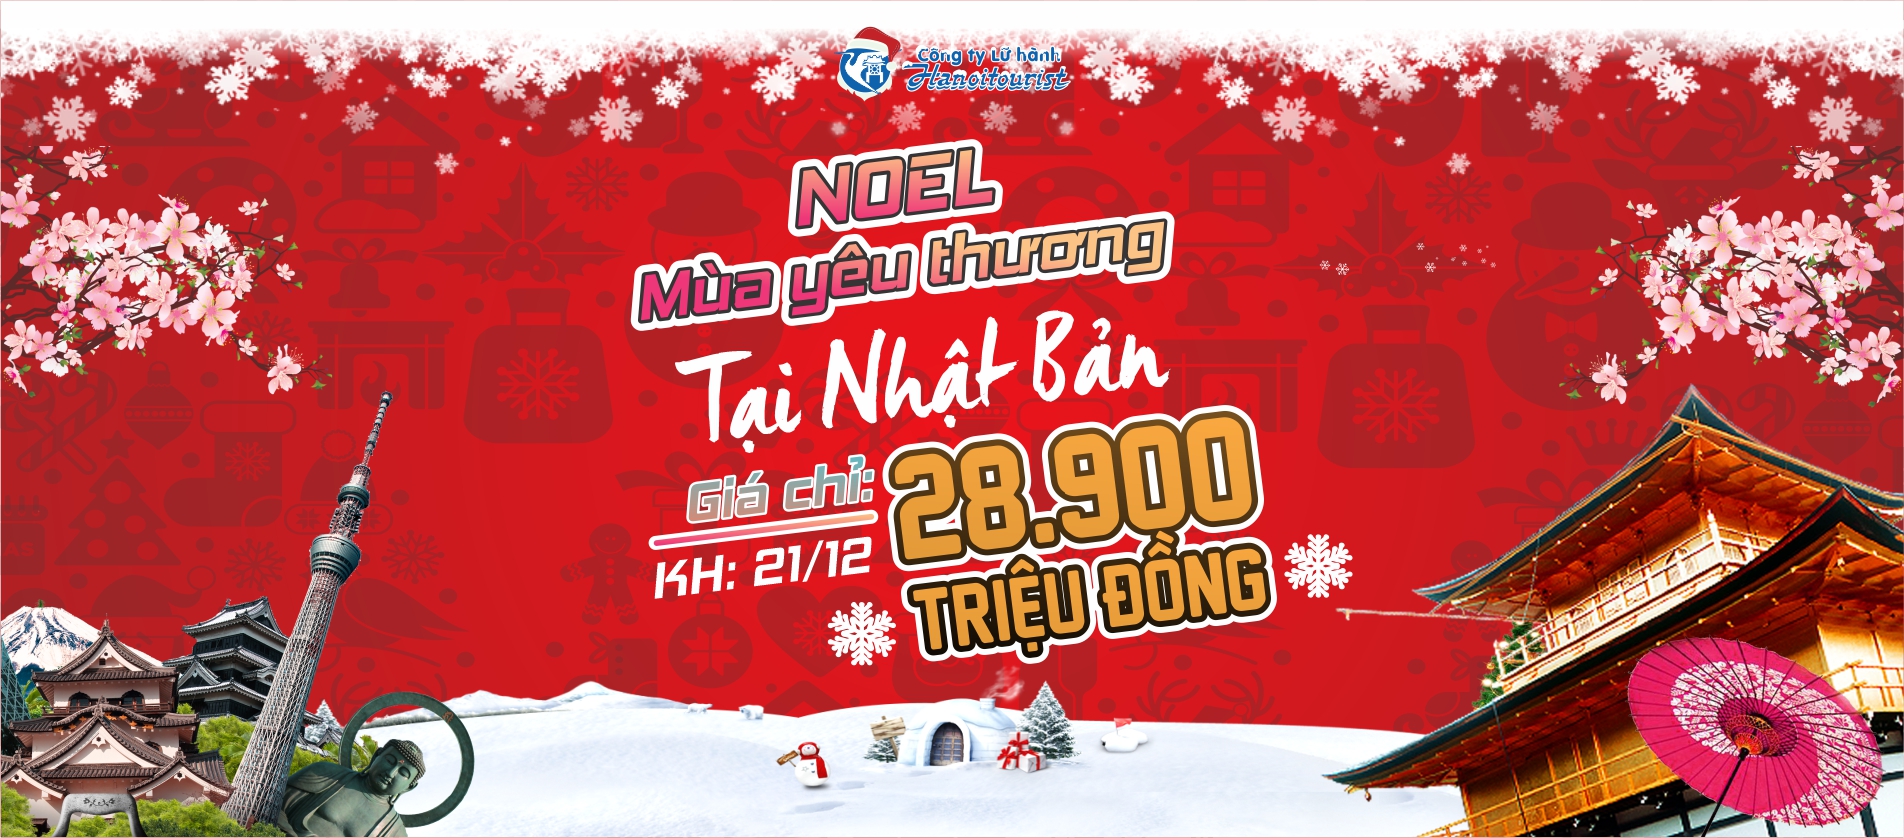 Công ty Lữ hành
Hanoitourist
NOEL
Mùa yêu thương
Tại Nhật Bản
Giá chỉ: 28.900
KH: 21/12
TRIỆU ĐỒNG